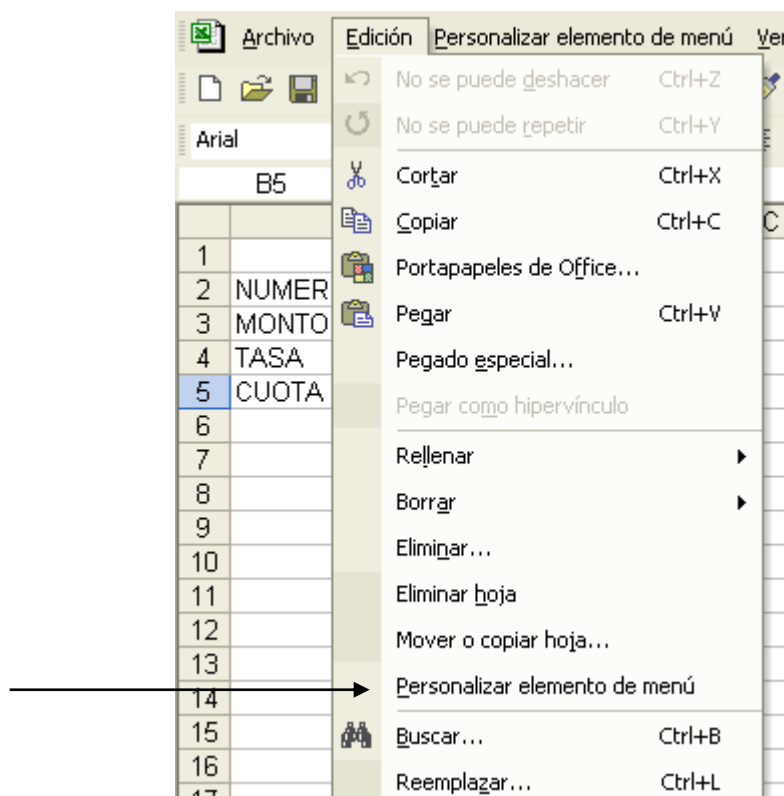 Archivo Edición Personalizar elemento de menú Ver
No se puede deshacer Ctrl+Z
No se puede repetir Ctrl+Y
Arial
Cortar Ctrl+X
B5
Copiar Ctrl+C
C
1
Portapapeles de Office...
2 NUMER
3 MONTO
Pegar Ctrl+V
4 TASA
Pegado especial...
5 CUOTA
Pegar como hipervínculo
6
7
Rellenar
8
Borrar
9
10
Eliminar...
11
Eliminar hoja
12
Mover o copiar hoja...
13
14
Personalizar elemento de menú
15
Buscar... Ctrl+B
16
Reemplazar... Ctrl+L
17